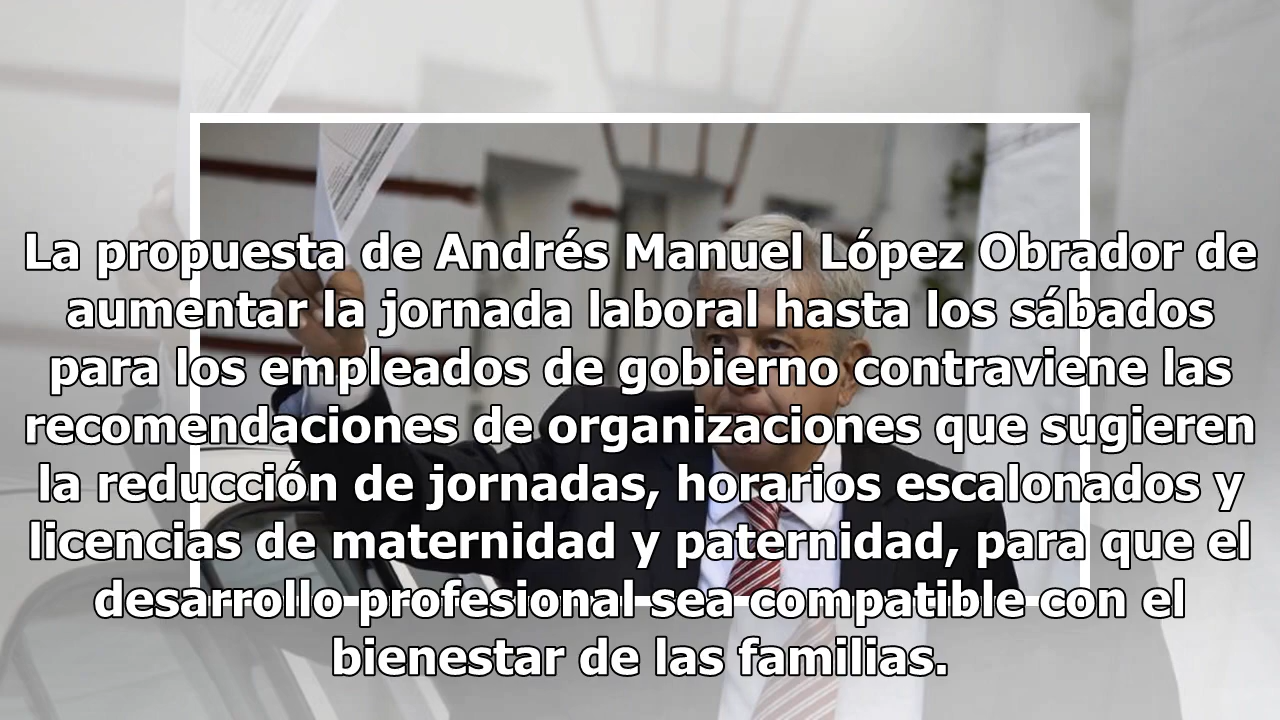 La propuesta de Andrés Manuel López Obrador de
aumentar la jornada laboral hasta los sábados
para los empleados de gobierno contraviene las
recomendaciones de organizaciones que sugieren
la reducción de jornadas, horarios escalonados y
licencias de maternidad y paternidad, para que el
desarrollo profesional sea compatible con el
bienestar de las familias.